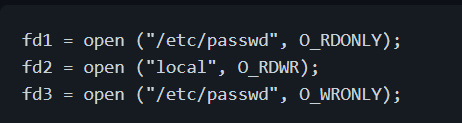 fd1 = open ("/etc/passwd", O_RDONLY);
fd2 = open ("local", O_RDWR);
fd3 = open ("/etc/passwd", O_WRONLY);